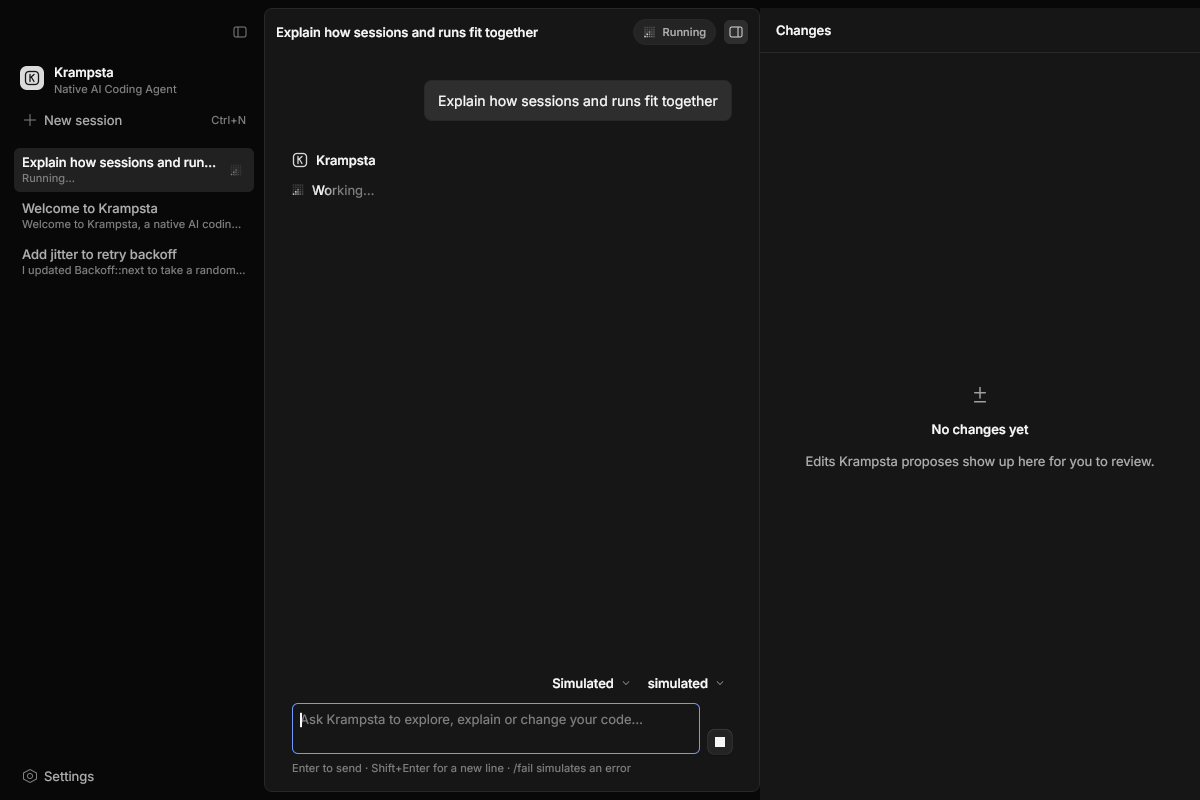 Krampsta
Native AI Coding Agent
New session Ctrl+N
Explain how sessions and run...
Running...
Welcome to Krampsta
Welcome to Krampsta, a native AI codin...
Add jitter to retry backoff
I updated Backoff::next to take a random...
Settings
Explain how sessions and runs fit together
Running
Explain how sessions and runs fit together
K Krampsta
Working...
Simulated simulated
Ask Krampsta to explore, explain or change your code...
Enter to send · Shift+Enter for a new line · /fail simulates an error
Changes
No changes yet
Edits Krampsta proposes show up here for you to review.